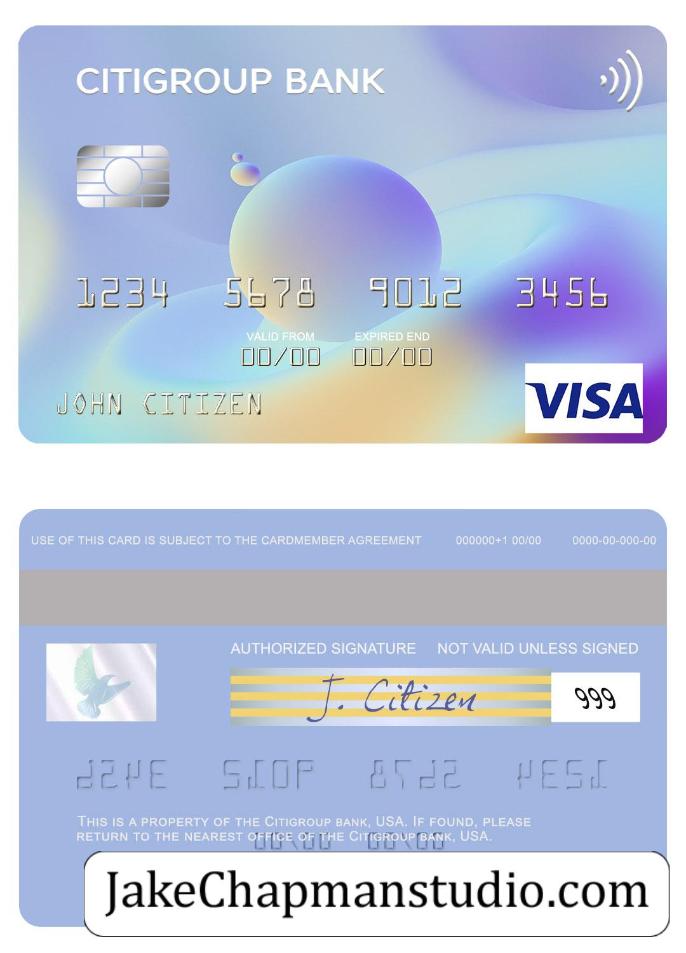 CITIGROUP BANK
1234 5678 9012 3456
VALID FROM EXPIRED END
00/00 00/00
JOHN CITIZEN
VISA
USE OF THIS CARD IS SUBJECT TO THE CARDMEMBER AGREEMENT 000000+1 00/00 0000-00-000-00
AUTHORIZED SIGNATURE NOT VALID UNLESS SIGNED
J. Citizen 999
THIS IS A PROPERTY OF THE CITIGROUP BANK, USA. IF FOUND, PLEASE
RETURN TO THE NEAREST OFFICE OF THE CITIGROUP BANK, USA.
JakeChapmanstudio.com